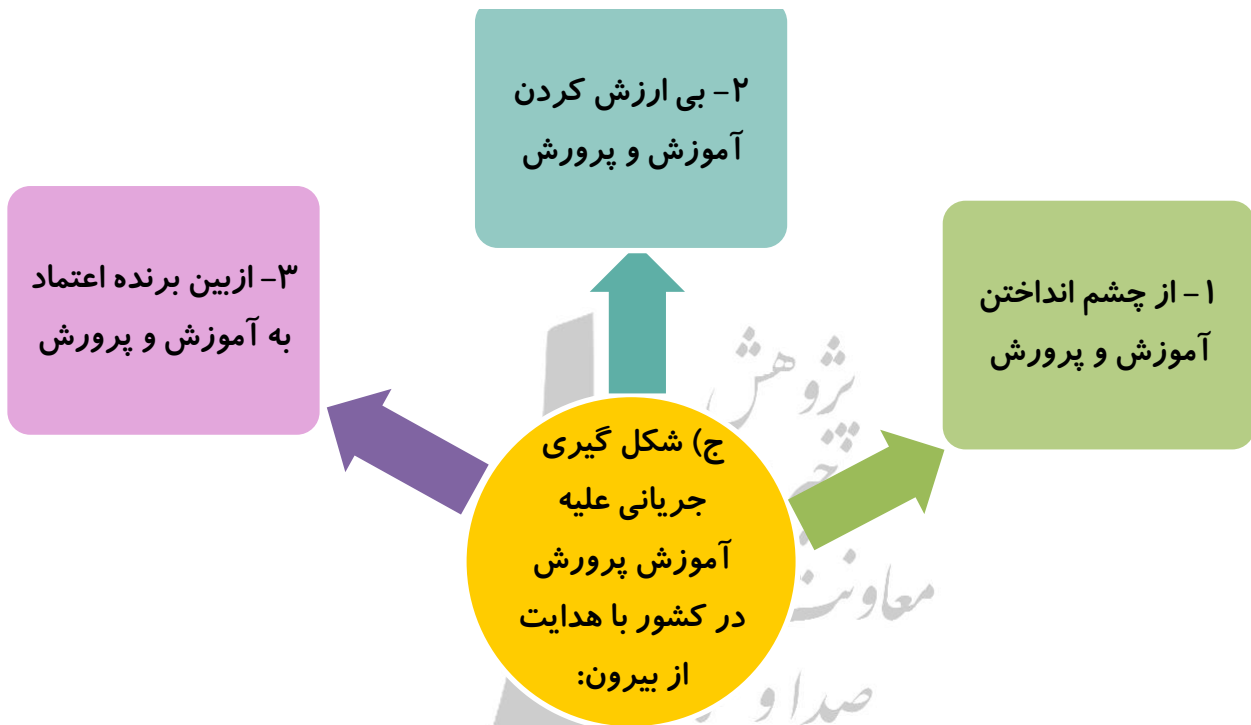 ج) شکل گیری
جریانی علیه
آموزش پرورش
در کشور با هدایت
از بیرون:
۱- از چشم انداختن
آموزش و پرورش
۲- بی ارزش کردن
آموزش و پرورش
۳- ازبین برنده اعتماد
به آموزش و پرورش
پژوهش
معاونت
صدا و